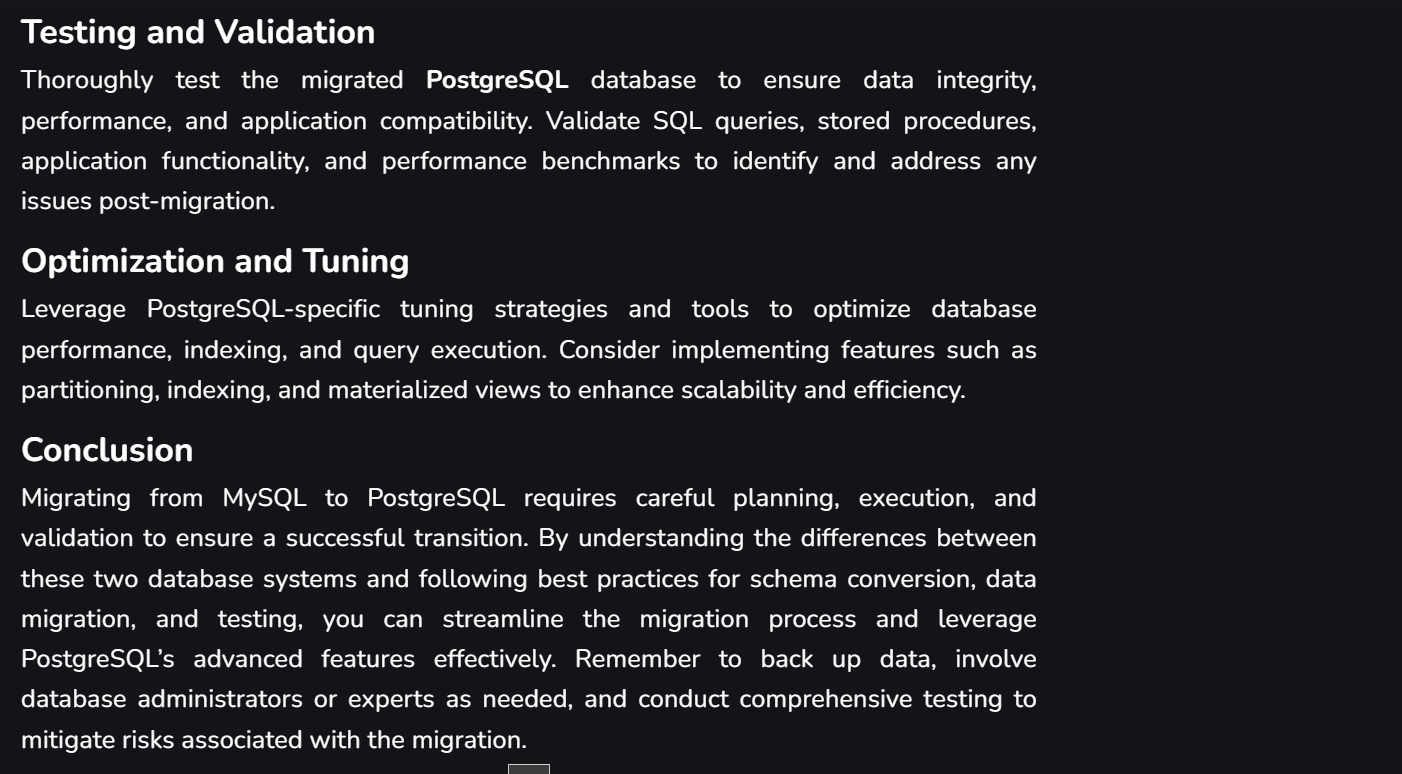 Testing and Validation
Thoroughly test the migrated PostgreSQL database to ensure data integrity,
performance, and application compatibility. Validate SQL queries, stored procedures,
application functionality, and performance benchmarks to identify and address any
issues post-migration.
Optimization and Tuning
Leverage PostgreSQL-specific tuning strategies and tools to optimize database
performance, indexing, and query execution. Consider implementing features such as
partitioning, indexing, and materialized views to enhance scalability and efficiency.
Conclusion
Migrating from MySQL to PostgreSQL requires careful planning, execution, and
validation to ensure a successful transition. By understanding the differences between
these two database systems and following best practices for schema conversion, data
migration, and testing, you can streamline the migration process and leverage
PostgreSQL’s advanced features effectively. Remember to back up data, involve
database administrators or experts as needed, and conduct comprehensive testing to
mitigate risks associated with the migration.